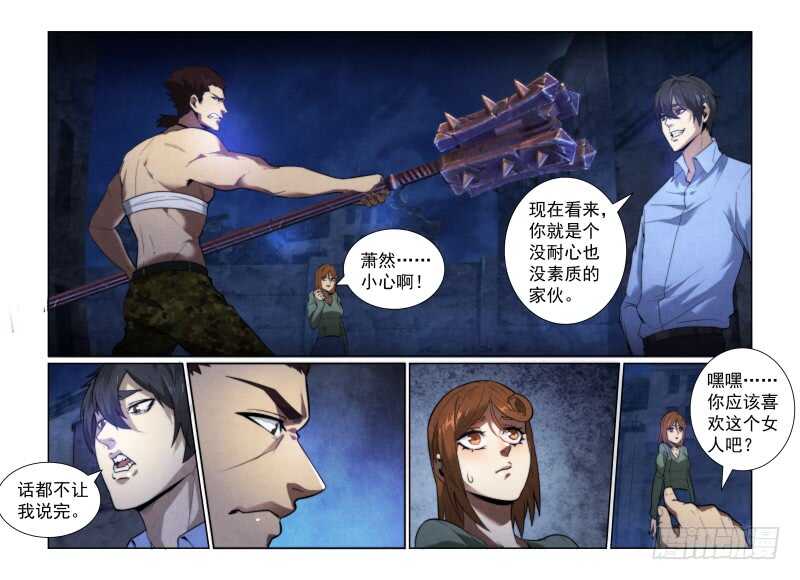 萧然……
小心啊！
现在看来，
你就是个
没耐心也
没素质的
家伙。
话都不让
我说完。
嘿嘿……
你应该喜
欢这个女
人吧？